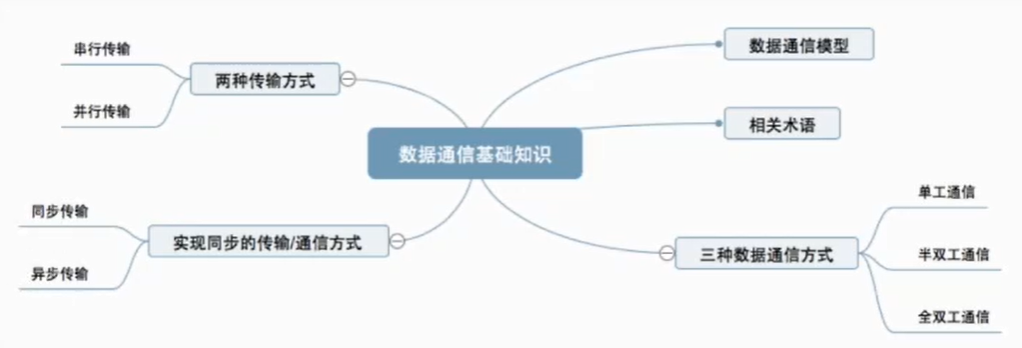 数据通信基础知识
数据通信模型
相关术语
三种数据通信方式
单工通信
半双工通信
全双工通信
实现同步的传输/通信方式
同步传输
异步传输
两种传输方式
串行传输
并行传输